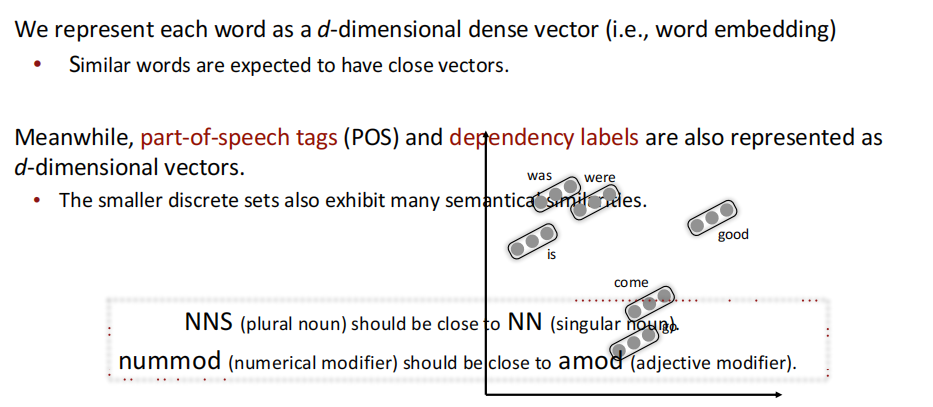 We represent each word as a d-dimensional dense vector (i.e., word embedding)
• Similar words are expected to have close vectors.
Meanwhile, part-of-speech tags (POS) and dependency labels are also represented as
d-dimensional vectors.
• The smaller discrete sets also exhibit many semantical similarities.
was
were
good
is
come
go
NNS (plural noun) should be close to NN (singular noun).
nummod (numerical modifier) should be close to amod (adjective modifier).